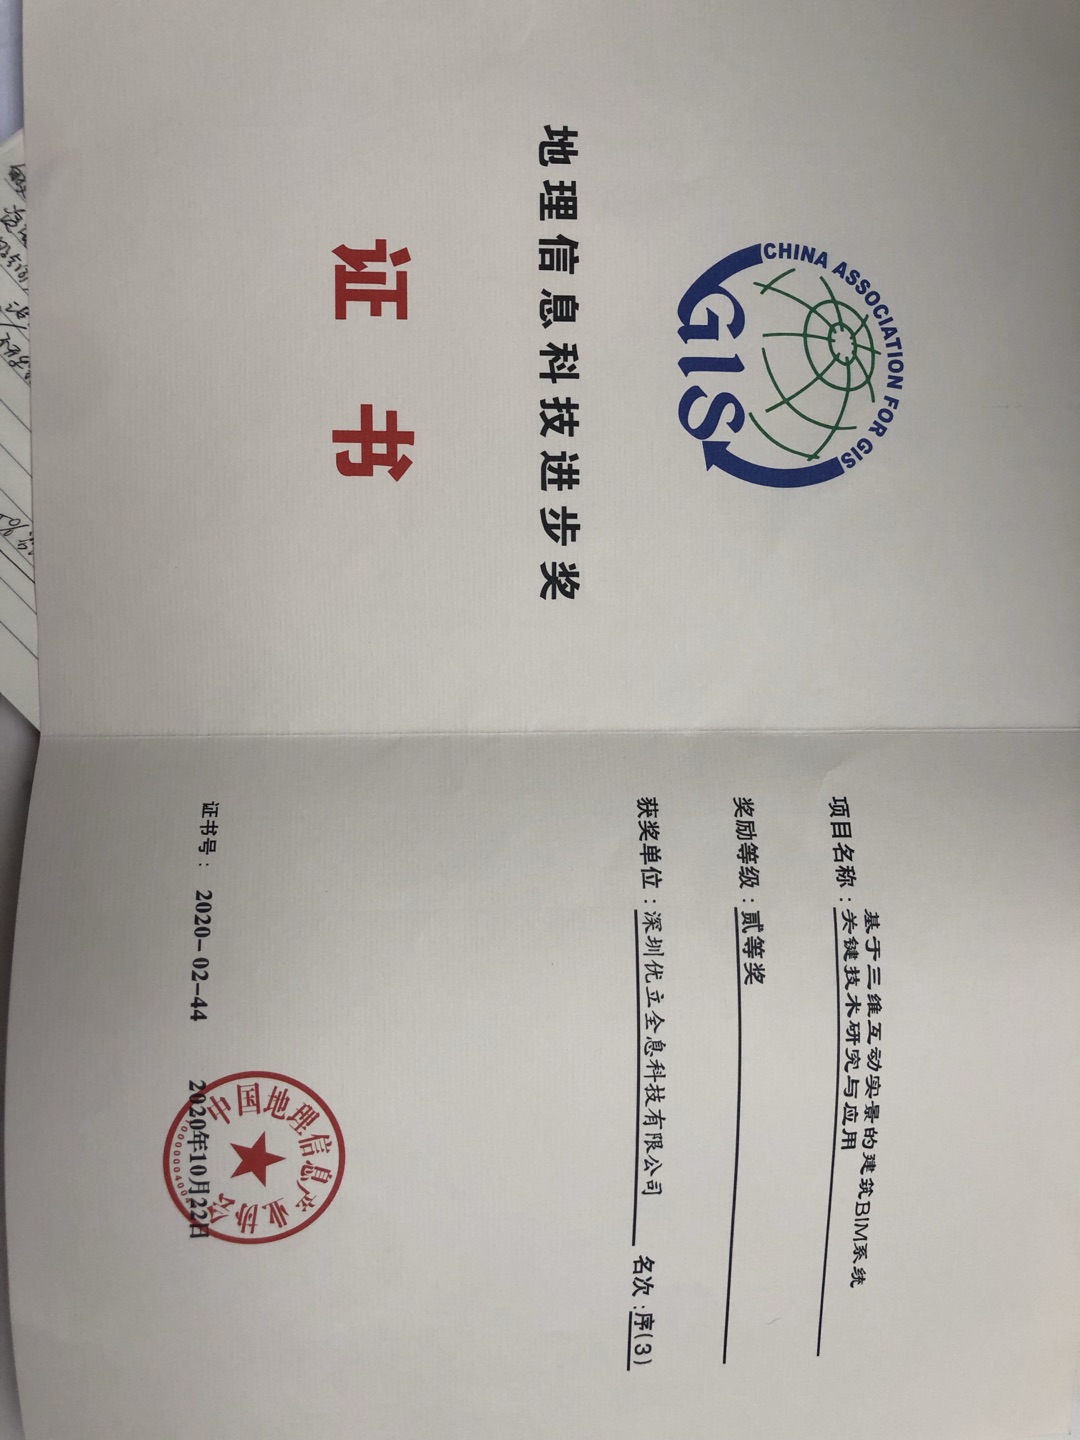 CHINA ASSOCIATION FOR GIS
GIS
地理信息科技进步奖
证书
基于三维互动实景的建筑BIM系统
项目名称：关键技术研究与应用
奖励等级：贰等奖
获奖单位：深圳优立全息科技有限公司 名次：序(3)
证书号： 2020-02-44 2020年10月22日
中国地理信息产业协会